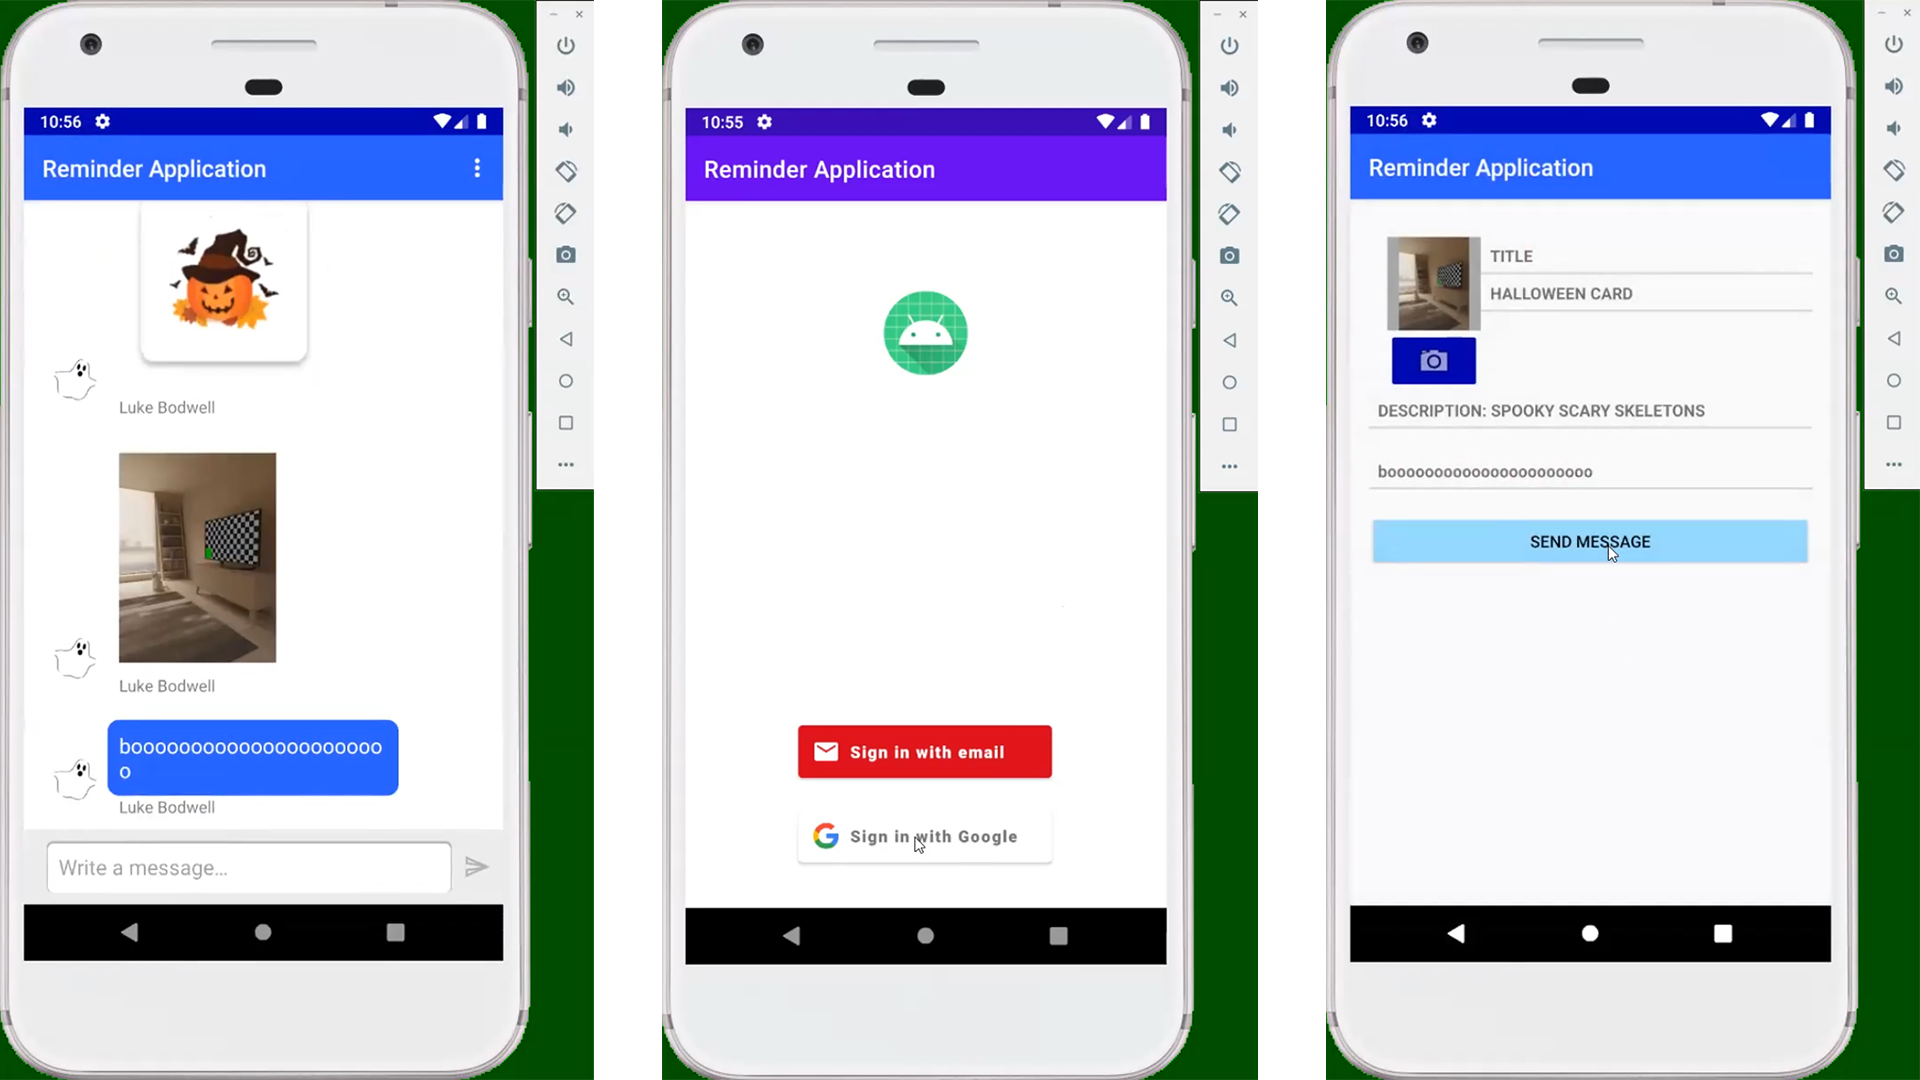 10:56
Reminder Application
Luke Bodwell
Luke Bodwell
booooooooooooooooooooo
o
Luke Bodwell
Write a message...
10:55
Reminder Application
Sign in with email
Sign in with Google
10:56
Reminder Application
TITLE
HALLOWEEN CARD
DESCRIPTION: SPOOKY SCARY SKELETONS
boooooooooooooooooooooo
SEND MESSAGE